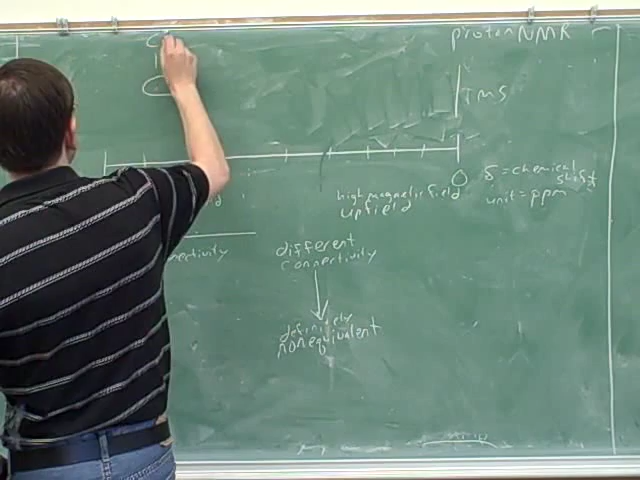 proton NMR
TMS
0
δ = chemical
shift
unit = ppm
high magnetic field
upfield
different
connectivity
definitely
nonequivalent